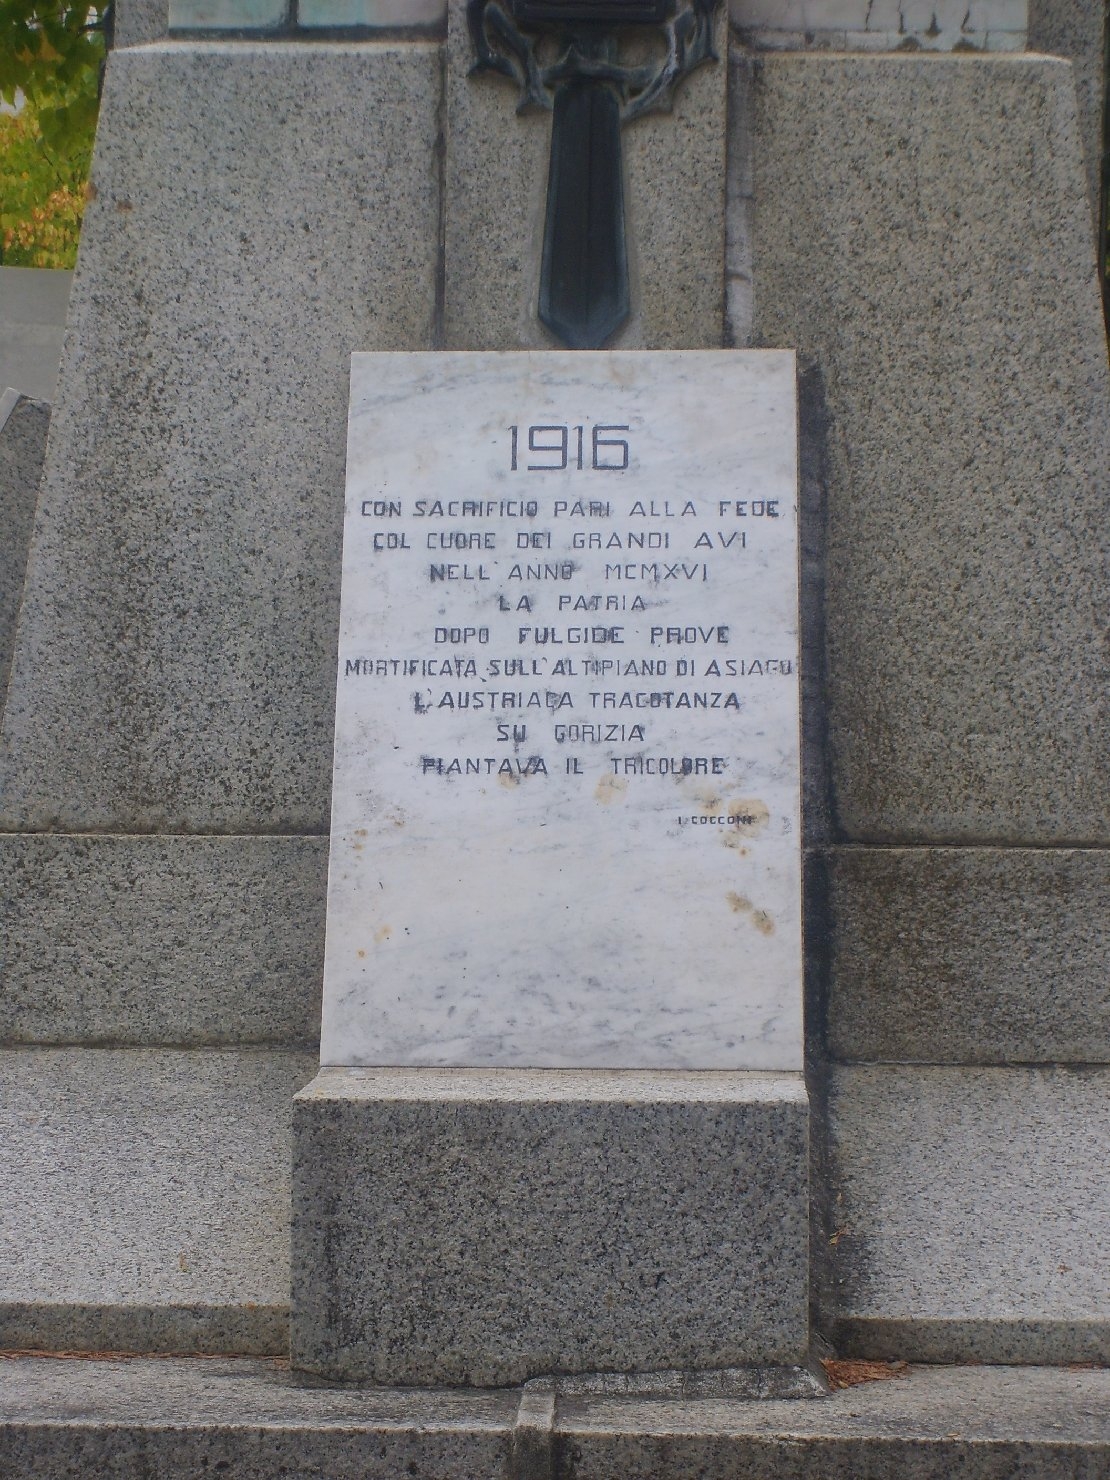 1916
CON SACRIFICIO PARI ALLA FEDE
COL CUORE DEI GRANDI AVI
NELL'ANNO MCMXVI
LA PATRIA
DOPO FULGIDE PROVE
MORTIFICATA SULL'ALTIPIANO DI ASIAGO
L'AUSTRIACA TRACOTANZA
SU GORIZIA
PIANTAVA IL TRICOLORE
I. COCCONI